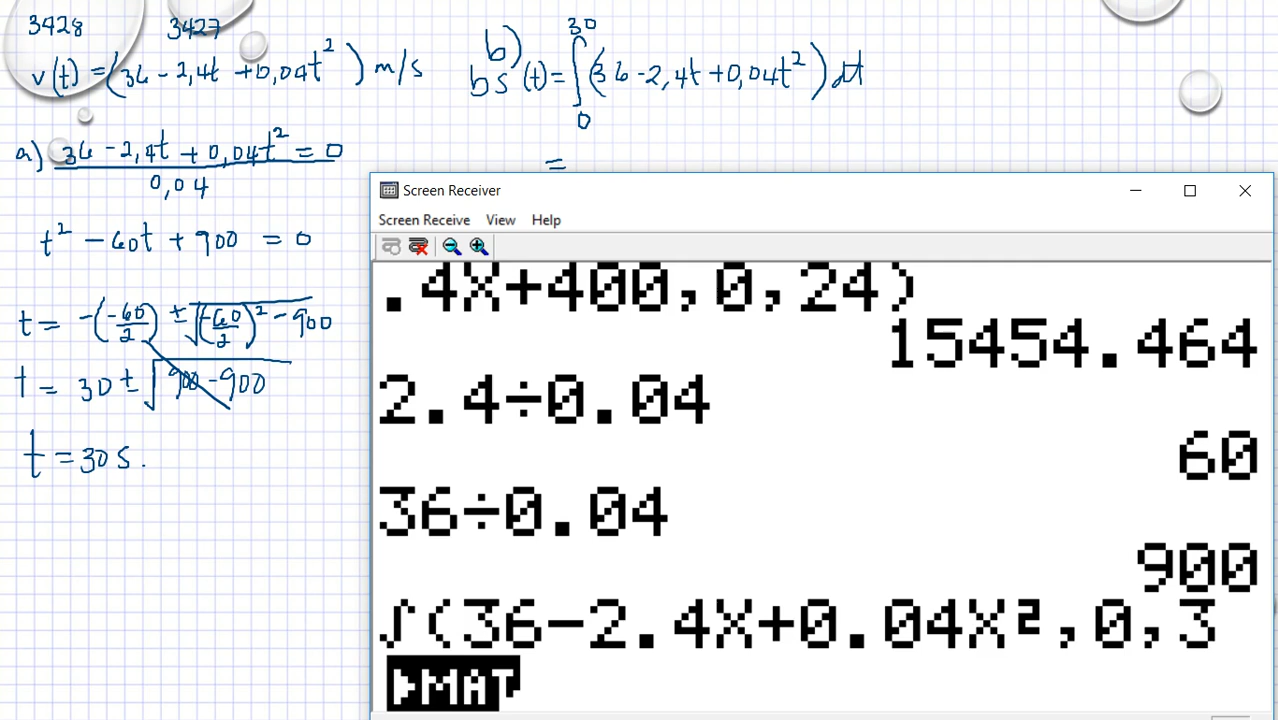 3428 3427
v(t) = (36 - 2,4t + 0,04t²) m/s
a) 36 - 2,4t + 0,04t² = 0
0,04
t² - 60t + 900 = 0
t = -(-60/2) ± √((-60/2)² - 900
t = 30 ± √900 - 900
t = 30 s.
b)
bs(t) = ∫₀³⁰ (36 - 2,4t + 0,04t²) dt
=
Screen Receiver
Screen Receive View Help
.4X+400,0,24)
15454.464
2.4÷0.04
60
36÷0.04
900
∫(36-2.4X+0.04X²,0,3
▶MAT